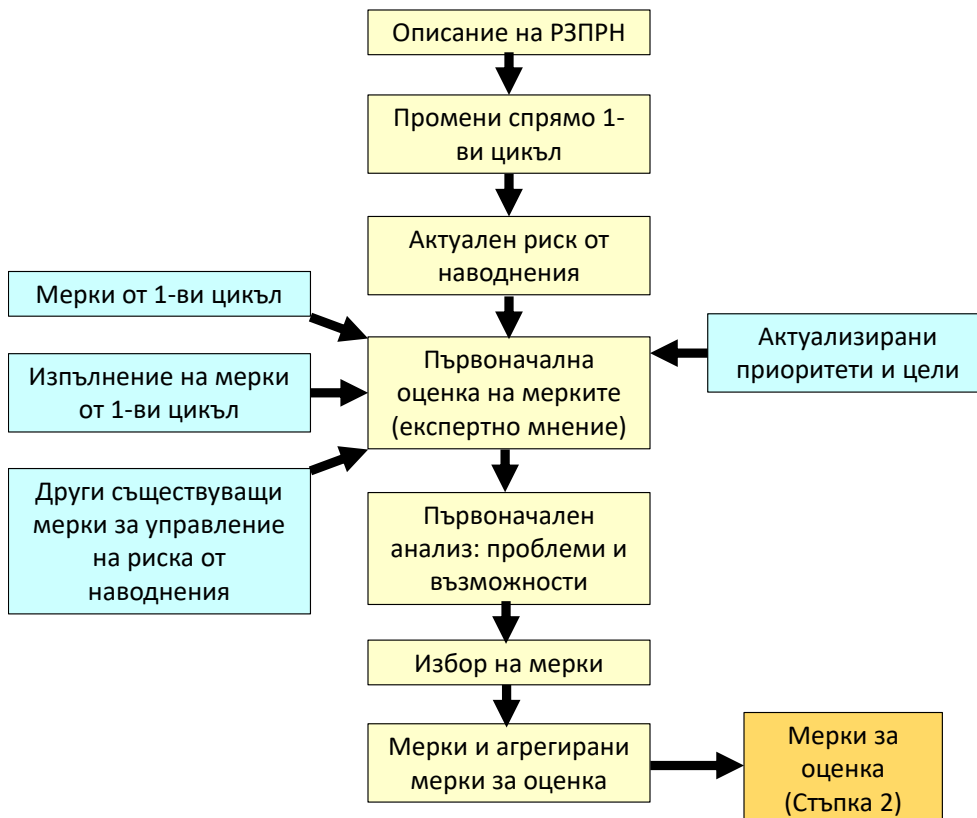 Описание на РЗПРН
Промени спрямо 1-
ви цикъл
Актуален риск от
наводнения
Мерки от 1-ви цикъл
Изпълнение на мерки
от 1-ви цикъл
Други съществуващи
мерки за управление
на риска от
наводнения
Първоначална
оценка на мерките
(експертно мнение)
Актуализирани
приоритети и цели
Първоначален
анализ: проблеми и
възможности
Избор на мерки
Мерки и агрегирани
мерки за оценка
Мерки за
оценка
(Стъпка 2)